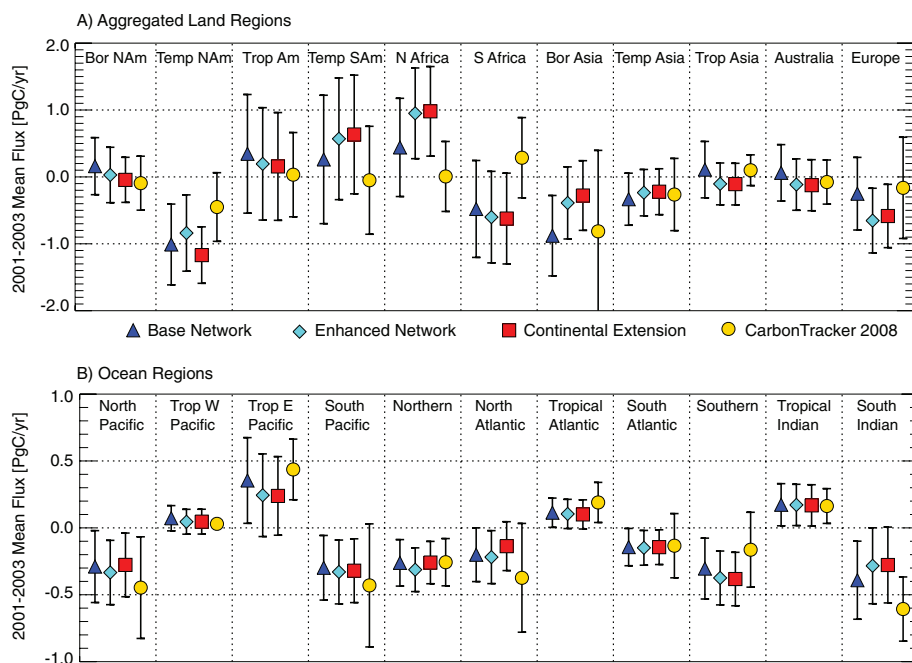 A) Aggregated Land Regions
2001-2003 Mean Flux [PgC/yr]
2.0
1.0
0.0
-1.0
-2.0
Bor NAm Temp NAm Trop Am Temp SAm N Africa S Africa Bor Asia Temp Asia Trop Asia Australia Europe
Base Network Enhanced Network Continental Extension CarbonTracker 2008
B) Ocean Regions
2001-2003 Mean Flux [PgC/yr]
1.0
0.5
0.0
-0.5
-1.0
North Trop W Trop E South Northern North Tropical South Southern Tropical South
Pacific Pacific Pacific Pacific Atlantic Atlantic Atlantic Indian Indian